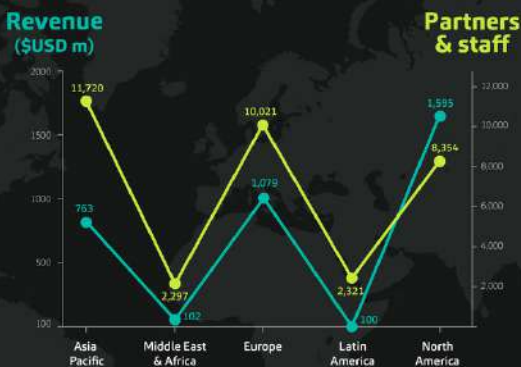 Revenue
($USD m)
Partners
& staff
2000
1500
1000
500
100
12,000
10,000
8,000
6,000
4,000
2,000
11,720
763
2,297
102
10,021
1,079
2,321
100
1,595
8,354
Asia
Pacific
Middle East
& Africa
Europe
Latin
America
North
America